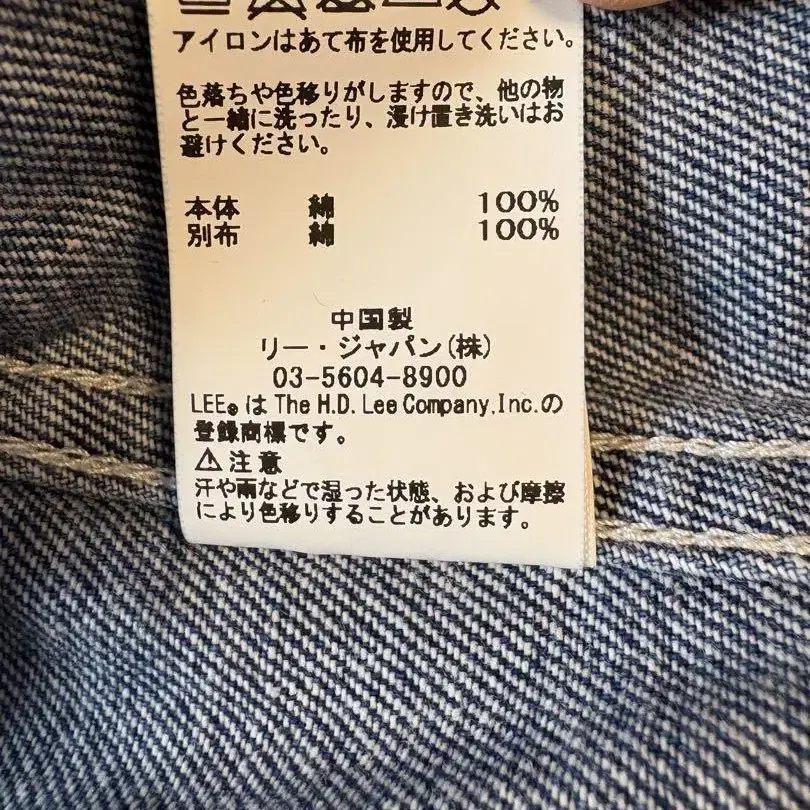 アイロンはあて布を使用してください。
色落ちや色移りがしますので、他の物
と一緒に洗ったり、浸け置き洗いはお
避けください。
本体 綿 100%
別布 綿 100%
中国製
リー・ジャパン(株)
03-5604-8900
LEE® は The H.D. Lee Company,Inc.の
登録商標です。
⚠注意
汗や雨などで湿った状態、および摩擦
により色移りすることがあります。